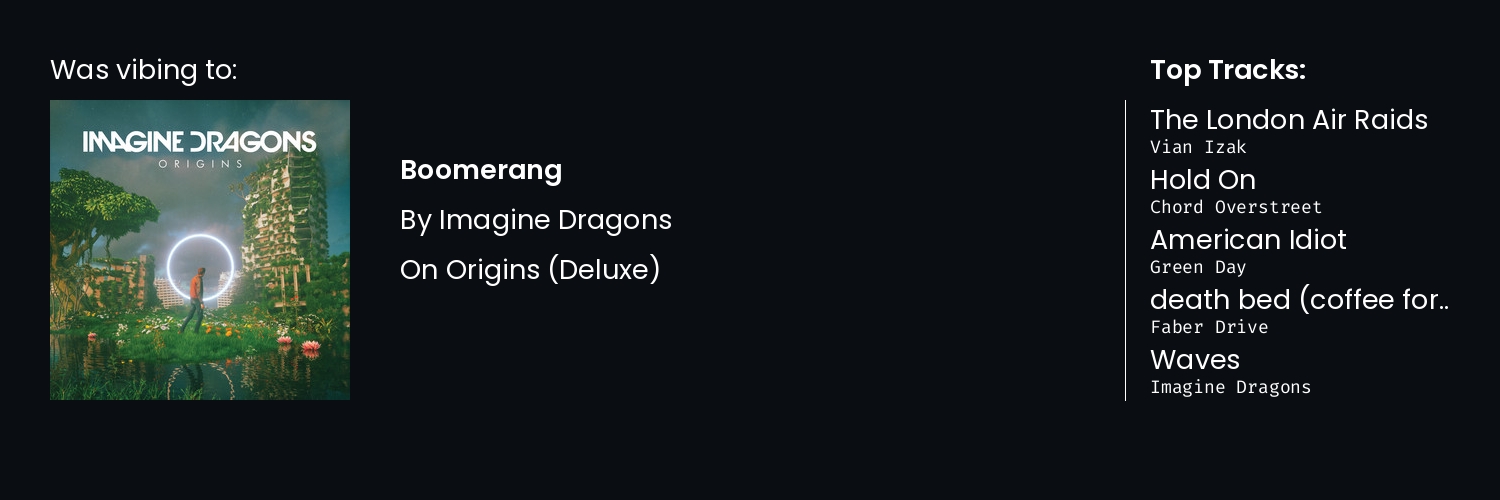 Was vibing to:
IMAGINE DRAGONS
ORIGINS
Boomerang
By Imagine Dragons
On Origins (Deluxe)
Top Tracks:
The London Air Raids
Vian Izak
Hold On
Chord Overstreet
American Idiot
Green Day
death bed (coffee for..
Faber Drive
Waves
Imagine Dragons